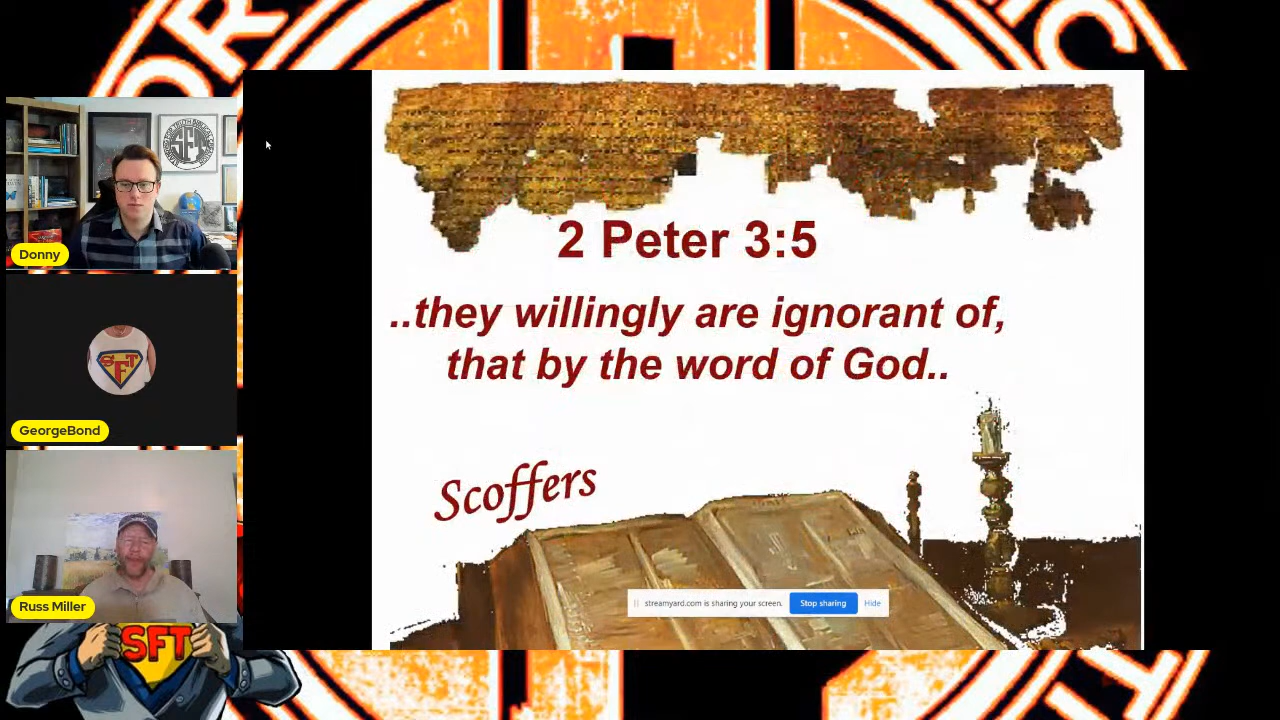 SFT
Donny
SFT
GeorgeBond
Russ Miller
SFT
2 Peter 3:5
..they willingly are ignorant of,
that by the word of God..
Scoffers
streamyard.com is sharing your screen.
Stop sharing
Hide